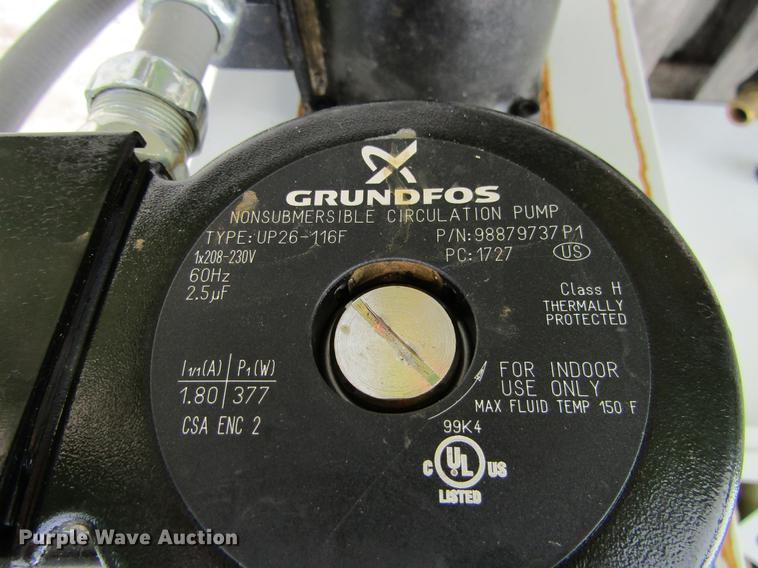 GRUNDFOS
NONSUBMERSIBLE CIRCULATION PUMP
TYPE: UP26-116F P/N: 98879737 P1
1x208-230V PC: 1727 US
60Hz
2.5µF
Class H
THERMALLY
PROTECTED
I1/1(A) P1(W)
1.80 377
CSA ENC 2
FOR INDOOR
USE ONLY
MAX FLUID TEMP 150°F
99K4
C UL US
LISTED
Purple Wave Auction